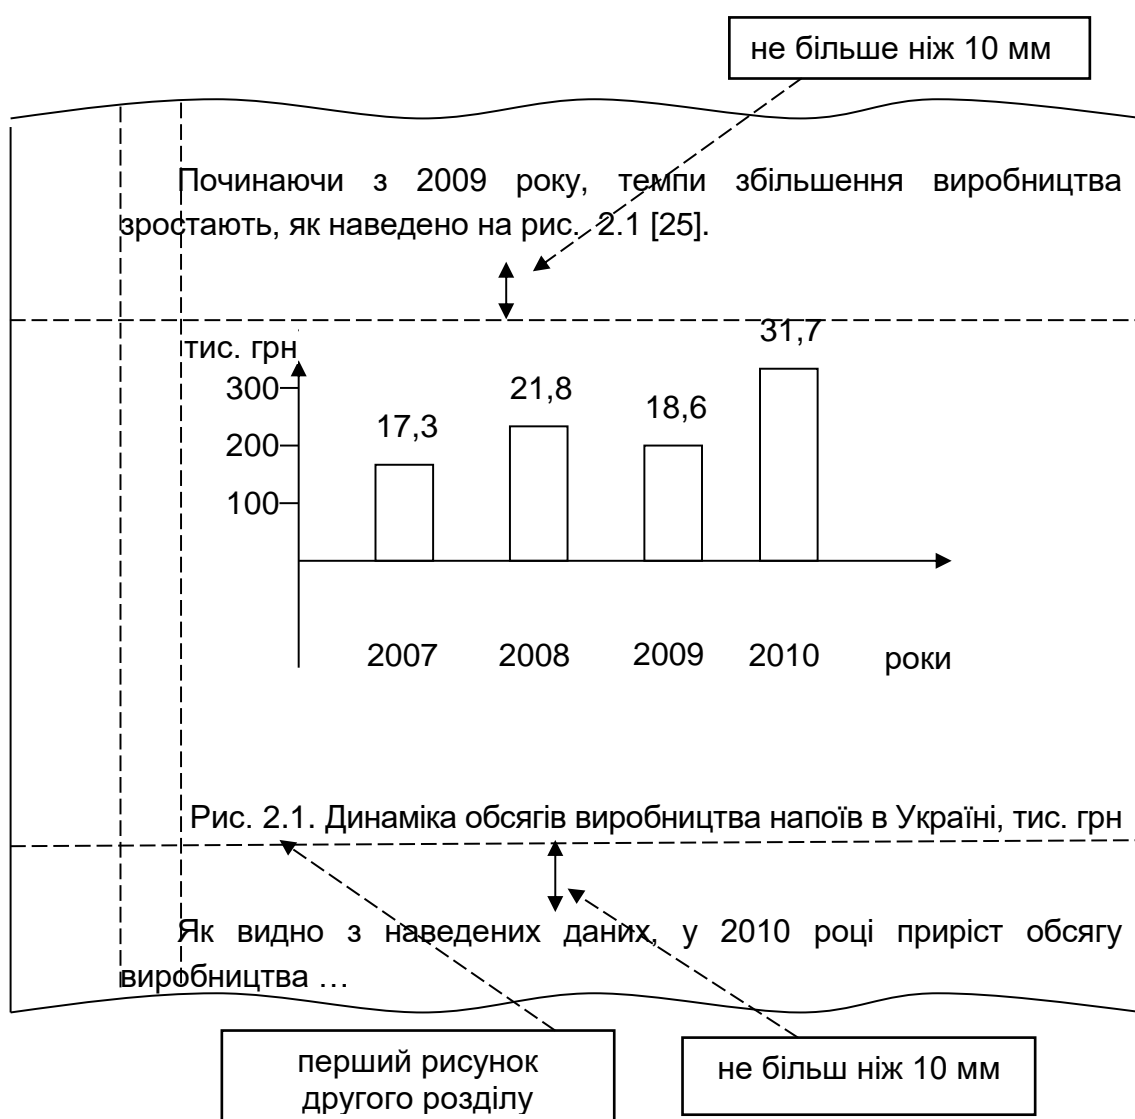 не більше ніж 10 мм
Починаючи з 2009 року, темпи збільшення виробництва
зростають, як наведено на рис. 2.1 [25].
тис. грн
31,7
300
21,8
18,6
17,3
200
100
2007 2008 2009 2010 роки
Рис. 2.1. Динаміка обсягів виробництва напоїв в Україні, тис. грн
Як видно з наведених даних, у 2010 році приріст обсягу
виробництва …
перший рисунок
другого розділу
не більш ніж 10 мм